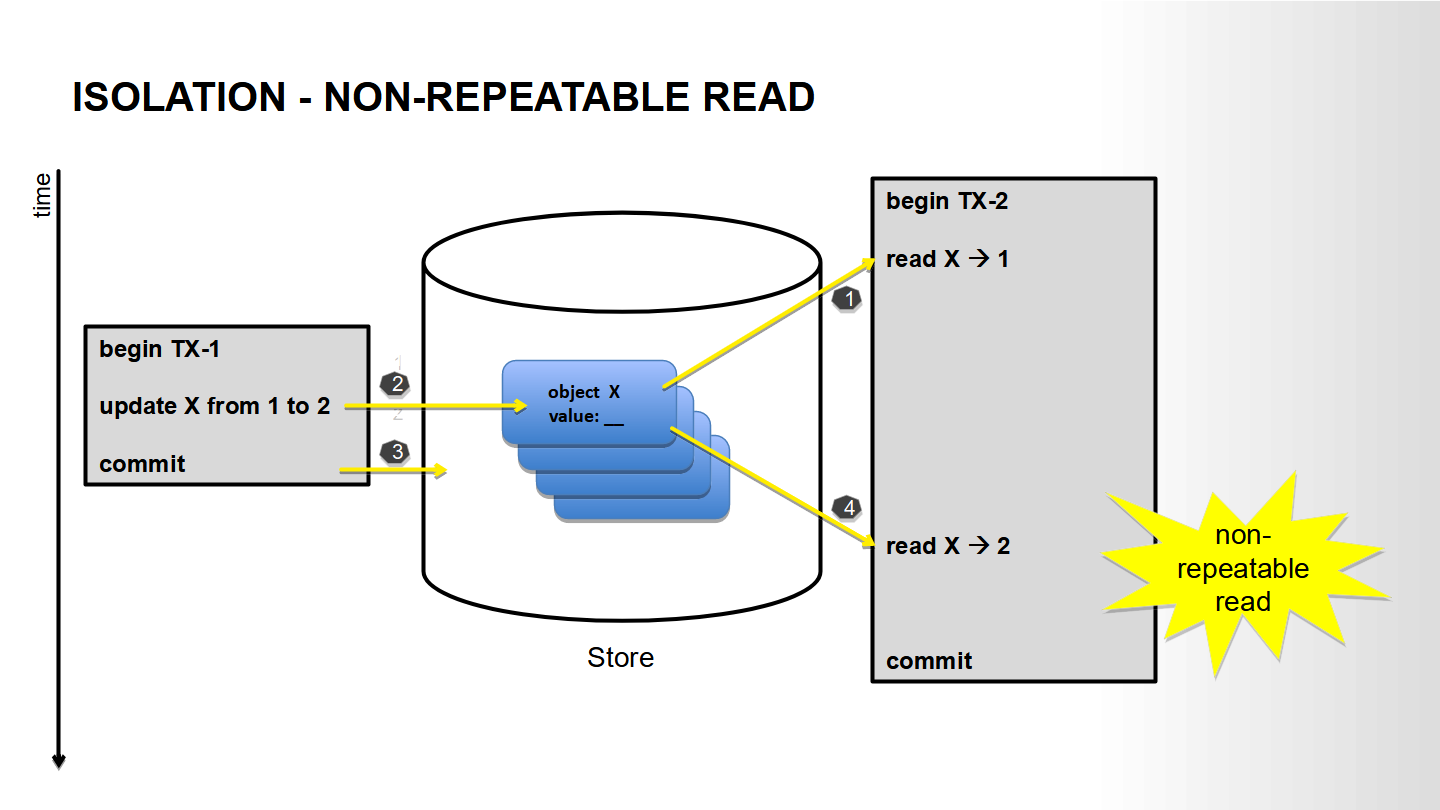 ISOLATION - NON-REPEATABLE READ
time
begin TX-1
update X from 1 to 2
commit
1
2
2
3
object X
value: __
Store
1
4
begin TX-2
read X → 1
read X → 2
commit
non-
repeatable
read